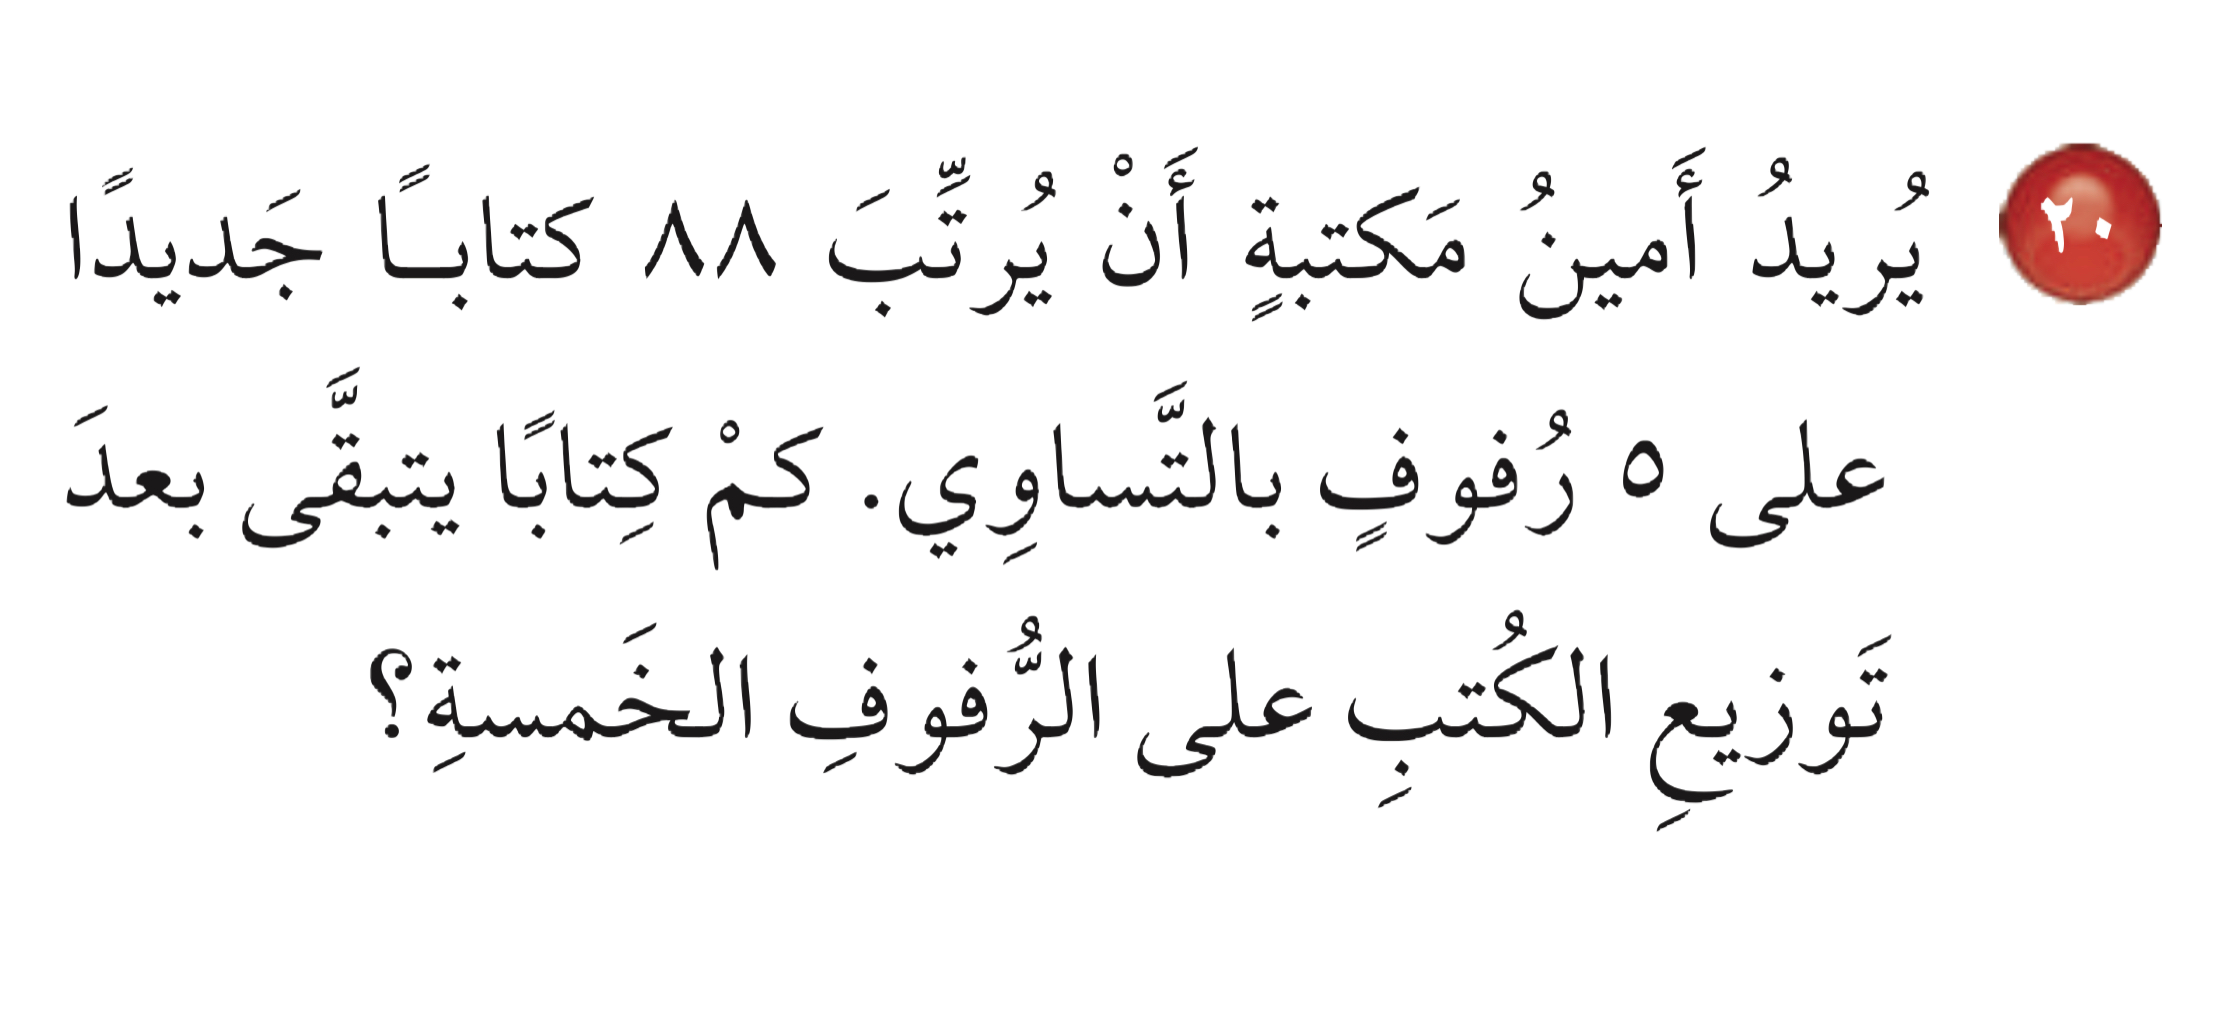 ٢٠ يُريدُ أَمينُ مَكتبةٍ أَنْ يُرتِّبَ ٨٨ كتابًا جَديدًا
على ٥ رُفوفٍ بالتَّساوِي. كمْ كِتابًا يتبقَّى بعدَ
تَوزيعِ الكُتبِ على الرُّفوفِ الخَمسةِ؟